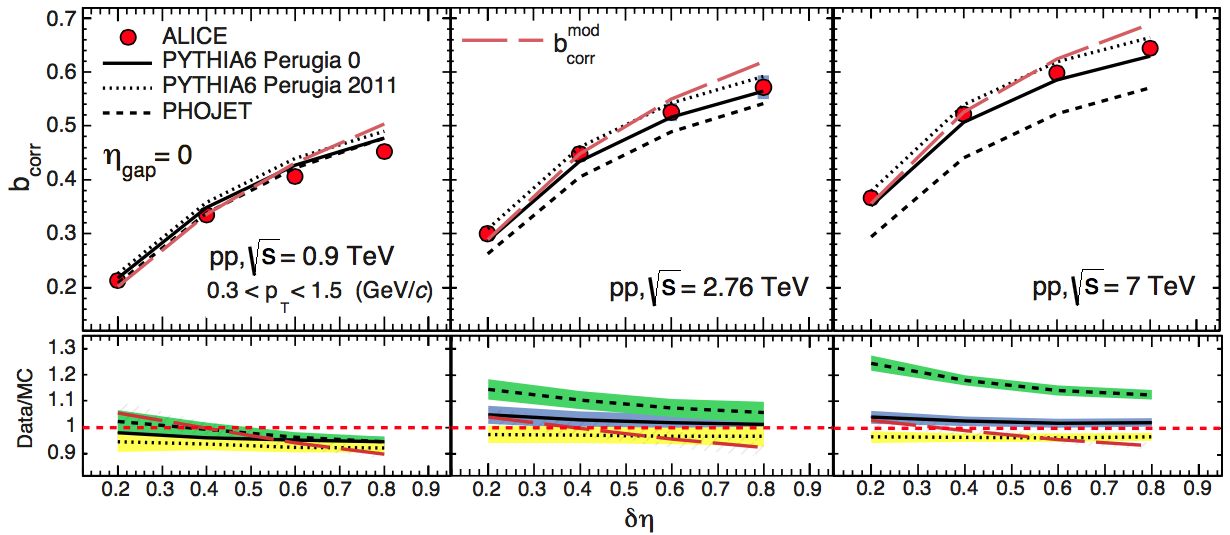 0.7
0.6
0.5
0.4
0.3
0.2
b_corr
ALICE
PYTHIA6 Perugia 0
PYTHIA6 Perugia 2011
PHOJET
η_gap = 0
pp, √s = 0.9 TeV
0.3 < p_T < 1.5 (GeV/c)
b_corr^mod
pp, √s = 2.76 TeV
pp, √s = 7 TeV
1.3
1.2
1.1
1
0.9
Data/MC
0.2 0.3 0.4 0.5 0.6 0.7 0.8 0.9
0.2 0.3 0.4 0.5 0.6 0.7 0.8 0.9
0.2 0.3 0.4 0.5 0.6 0.7 0.8 0.9
δη